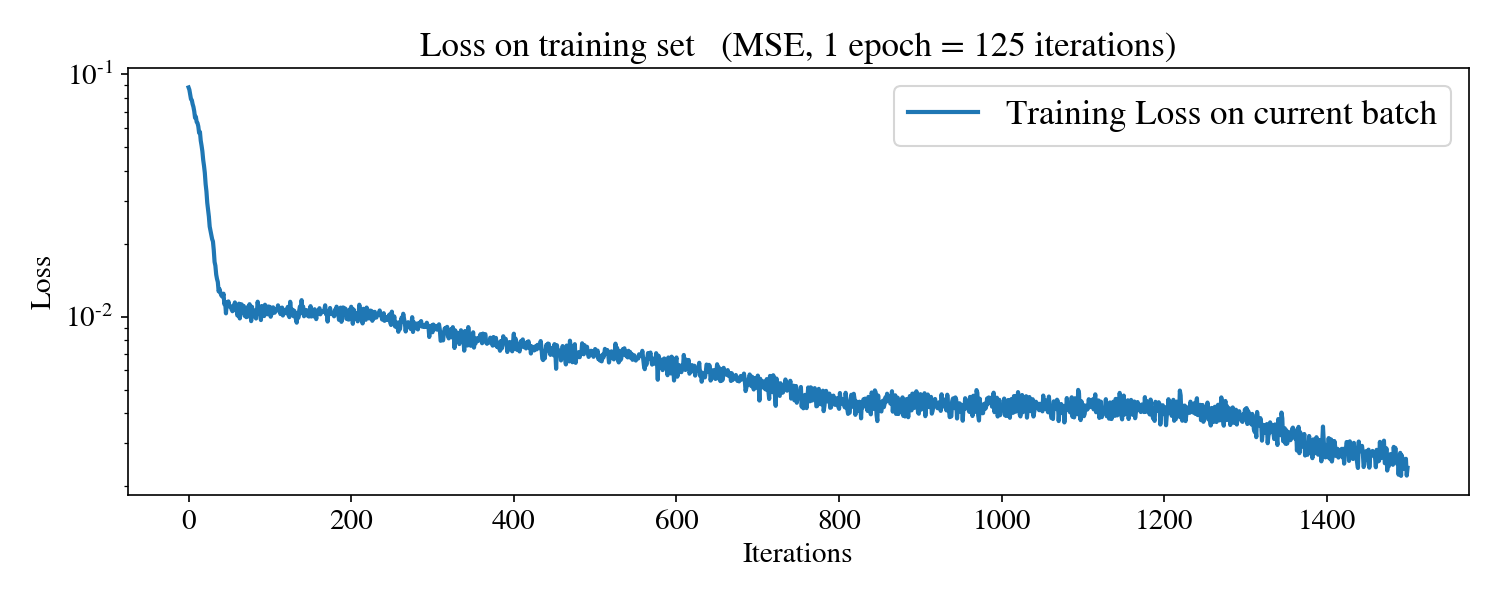 Loss on training set (MSE, 1 epoch = 125 iterations)
Training Loss on current batch
10-1
10-2
Loss
0 200 400 600 800 1000 1200 1400
Iterations